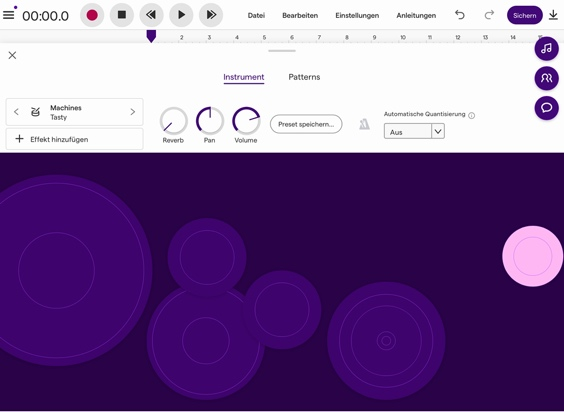 00:00.0
Datei
Bearbeiten
Einstellungen
Anleitungen
Sichern
2 3 4 5 6 7 8 9 10 11 12 13 14 15
Instrument
Patterns
Machines
Tasty
Effekt hinzufügen
Reverb
Pan
Volume
Preset speichern...
Automatische Quantisierung
Aus